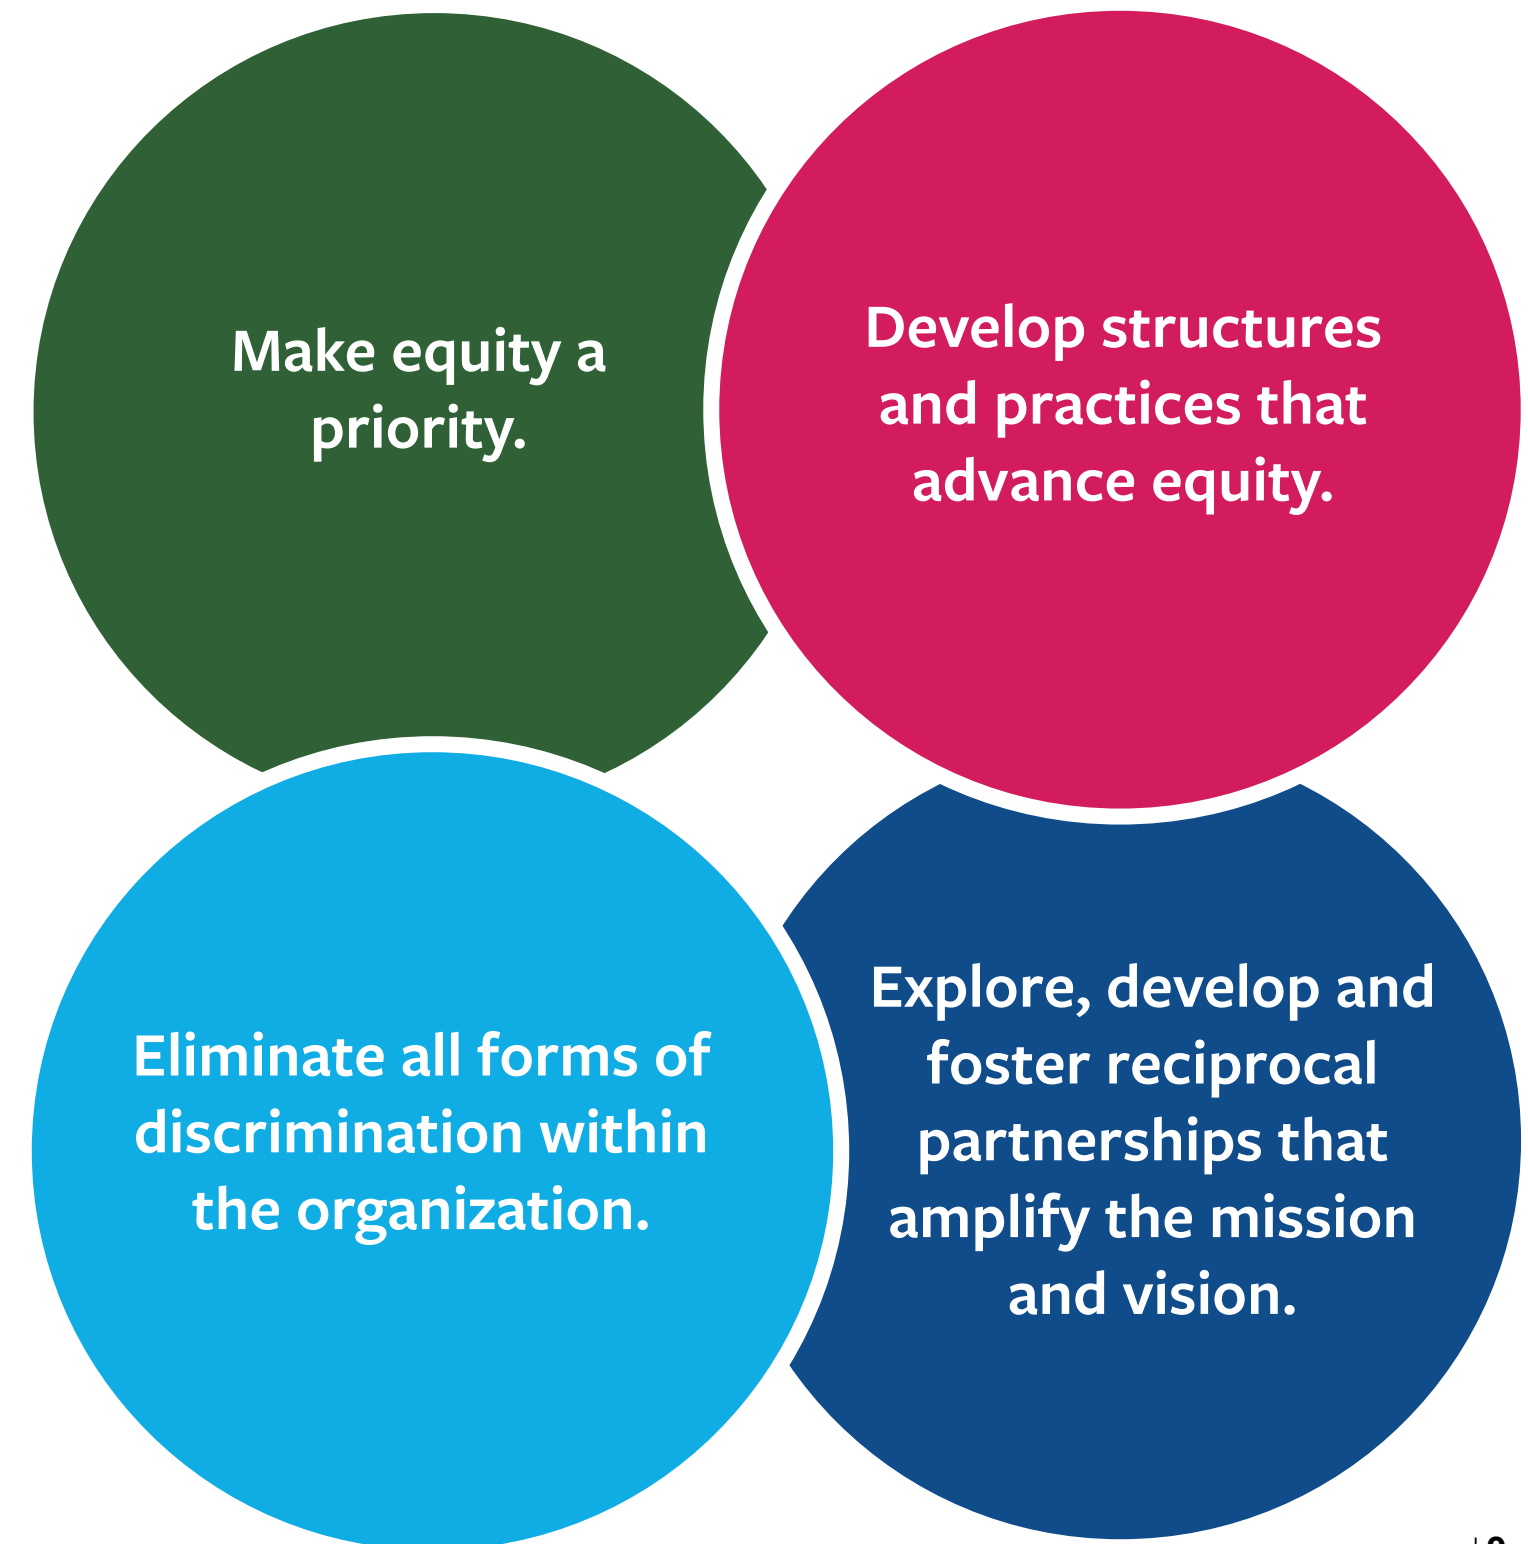 Make equity a
priority.
Develop structures
and practices that
advance equity.
Eliminate all forms of
discrimination within
the organization.
Explore, develop and
foster reciprocal
partnerships that
amplify the mission
and vision.